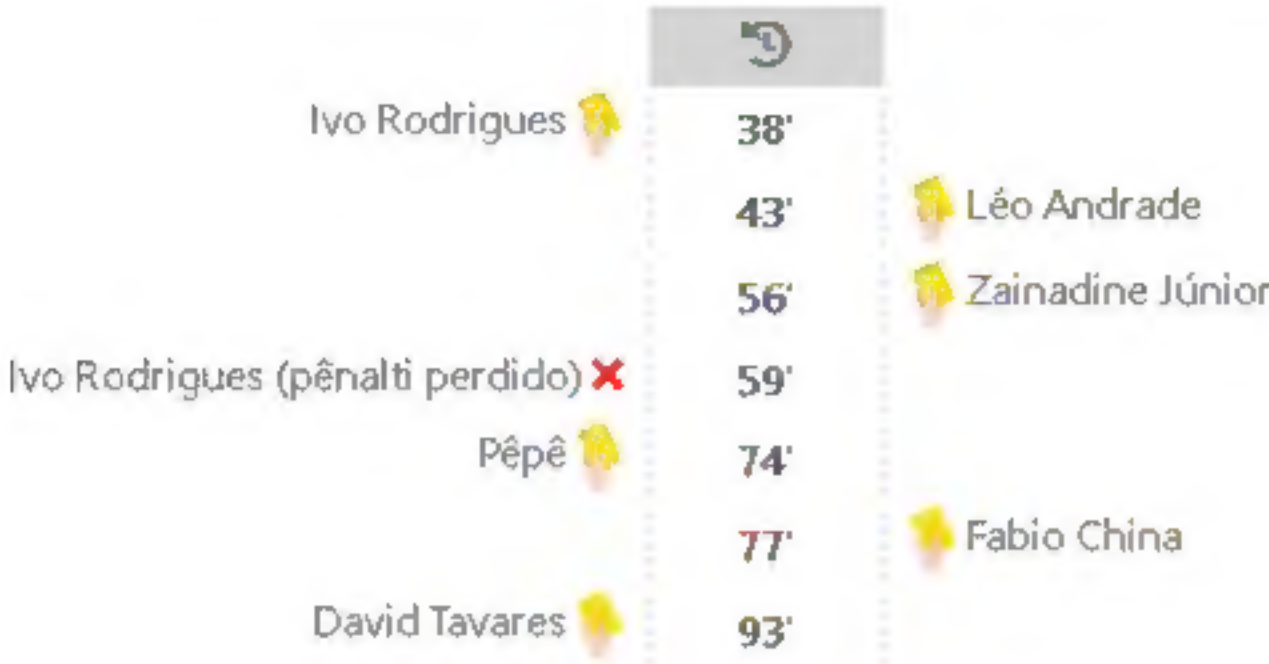 Ivo Rodrigues 38'
43' Léo Andrade
56' Zainadine Júnior
Ivo Rodrigues (pênalti perdido) 59'
Pêpê 74'
77' Fabio China
David Tavares 93'